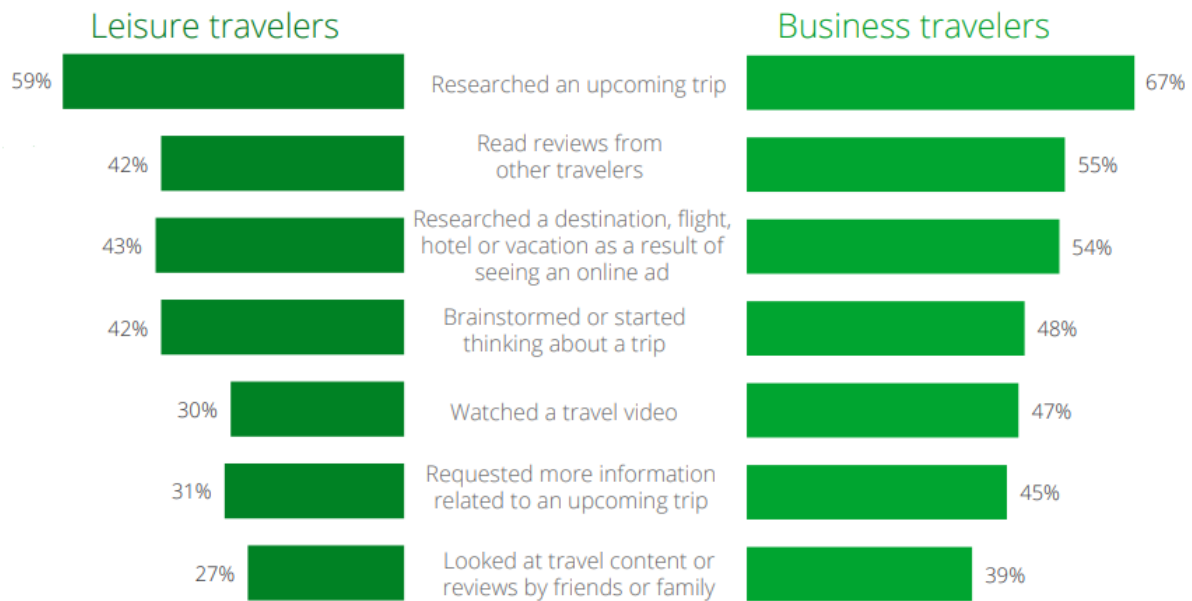 Leisure travelers
Business travelers
59%
Researched an upcoming trip
67%
42%
Read reviews from
other travelers
55%
43%
Researched a destination, flight,
hotel or vacation as a result of
seeing an online ad
54%
42%
Brainstormed or started
thinking about a trip
48%
30%
Watched a travel video
47%
31%
Requested more information
related to an upcoming trip
45%
27%
Looked at travel content or
reviews by friends or family
39%